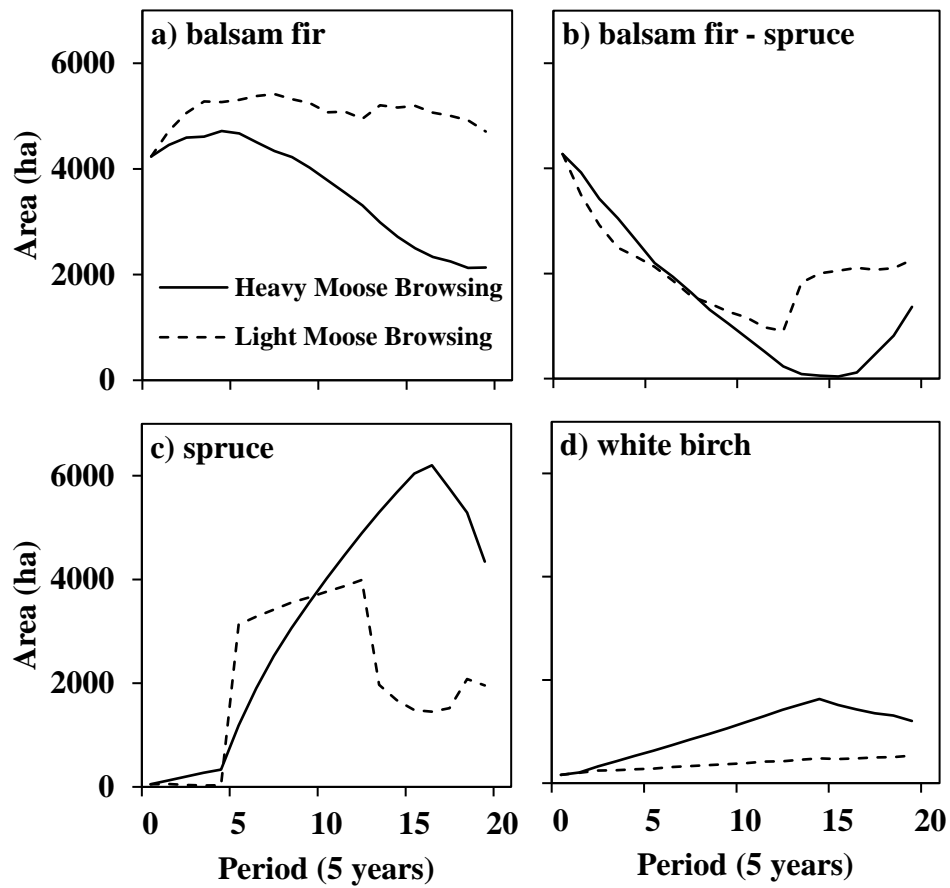 a) balsam fir
b) balsam fir - spruce
6000
4000
2000
0
Area (ha)
Heavy Moose Browsing
Light Moose Browsing
c) spruce
d) white birch
6000
4000
2000
0
Area (ha)
0 5 10 15 20
0 5 10 15 20
Period (5 years)
Period (5 years)